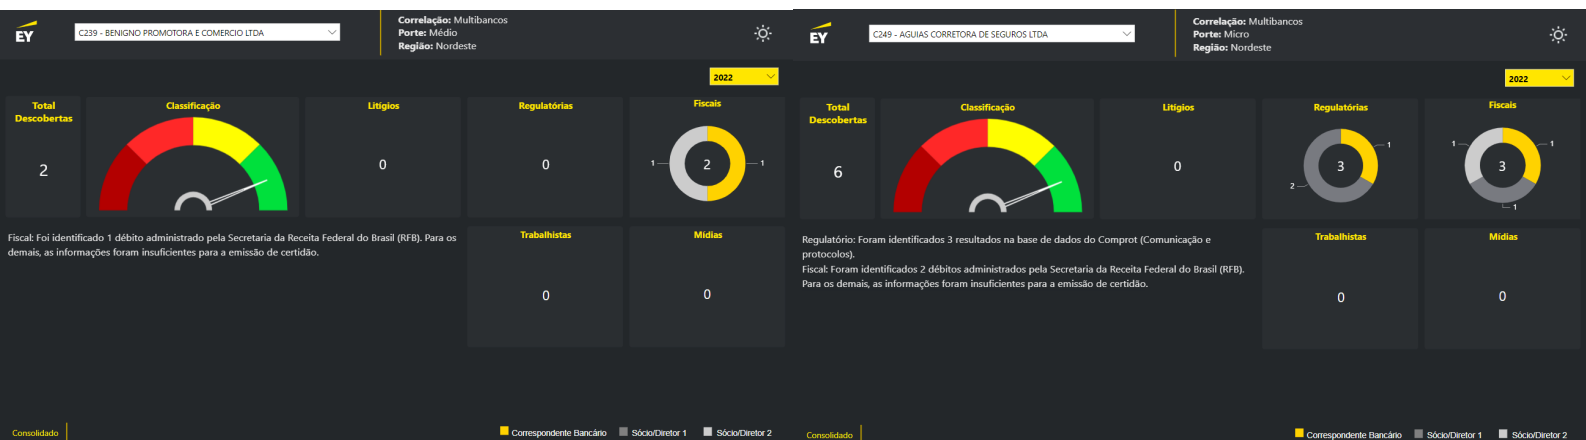 EY
C239 - BENIGNO PROMOTORA E COMERCIO LTDA
Correlação: Multibancos
Porte: Médio
Região: Nordeste
2022
Total
Descobertas
2
Classificação
Litígios
0
Regulatórias
0
Fiscais
1
2
1
Fiscal: Foi identificado 1 débito administrado pela Secretaria da Receita Federal do Brasil (RFB). Para os
demais, as informações foram insuficientes para a emissão de certidão.
Trabalhistas
0
Mídias
0
Consolidado
Correspondente Bancário
Sócio/Diretor 1
Sócio/Diretor 2
EY
C249 - AGUIAS CORRETORA DE SEGUROS LTDA
Correlação: Multibancos
Porte: Micro
Região: Nordeste
2022
Total
Descobertas
6
Classificação
Litígios
0
Regulatórias
1
3
2
Fiscais
1
1
3
1
Regulatório: Foram identificados 3 resultados na base de dados do Comprot (Comunicação e
protocolos).
Fiscal: Foram identificados 2 débitos administrados pela Secretaria da Receita Federal do Brasil (RFB).
Para os demais, as informações foram insuficientes para a emissão de certidão.
Trabalhistas
0
Mídias
0
Consolidado
Correspondente Bancário
Sócio/Diretor 1
Sócio/Diretor 2